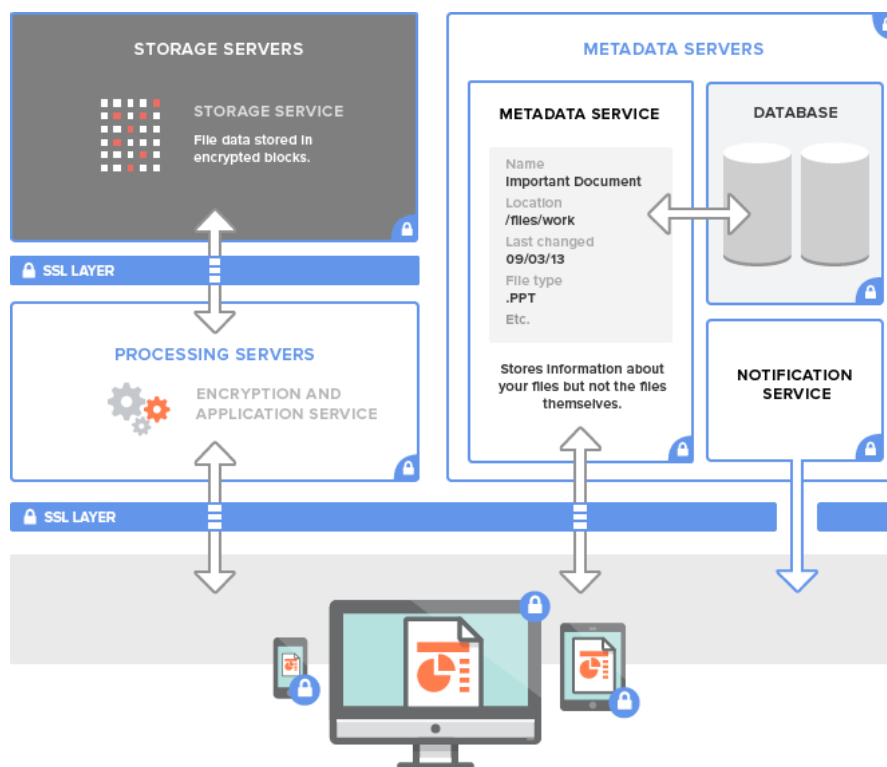 STORAGE SERVERS
STORAGE SERVICE
File data stored in
encrypted blocks.
SSL LAYER
PROCESSING SERVERS
ENCRYPTION AND
APPLICATION SERVICE
METADATA SERVERS
METADATA SERVICE
Name
Important Document
Location
/files/work
Last changed
09/03/13
File type
.PPT
Etc.
Stores information about
your files but not the files
themselves.
DATABASE
NOTIFICATION
SERVICE
SSL LAYER